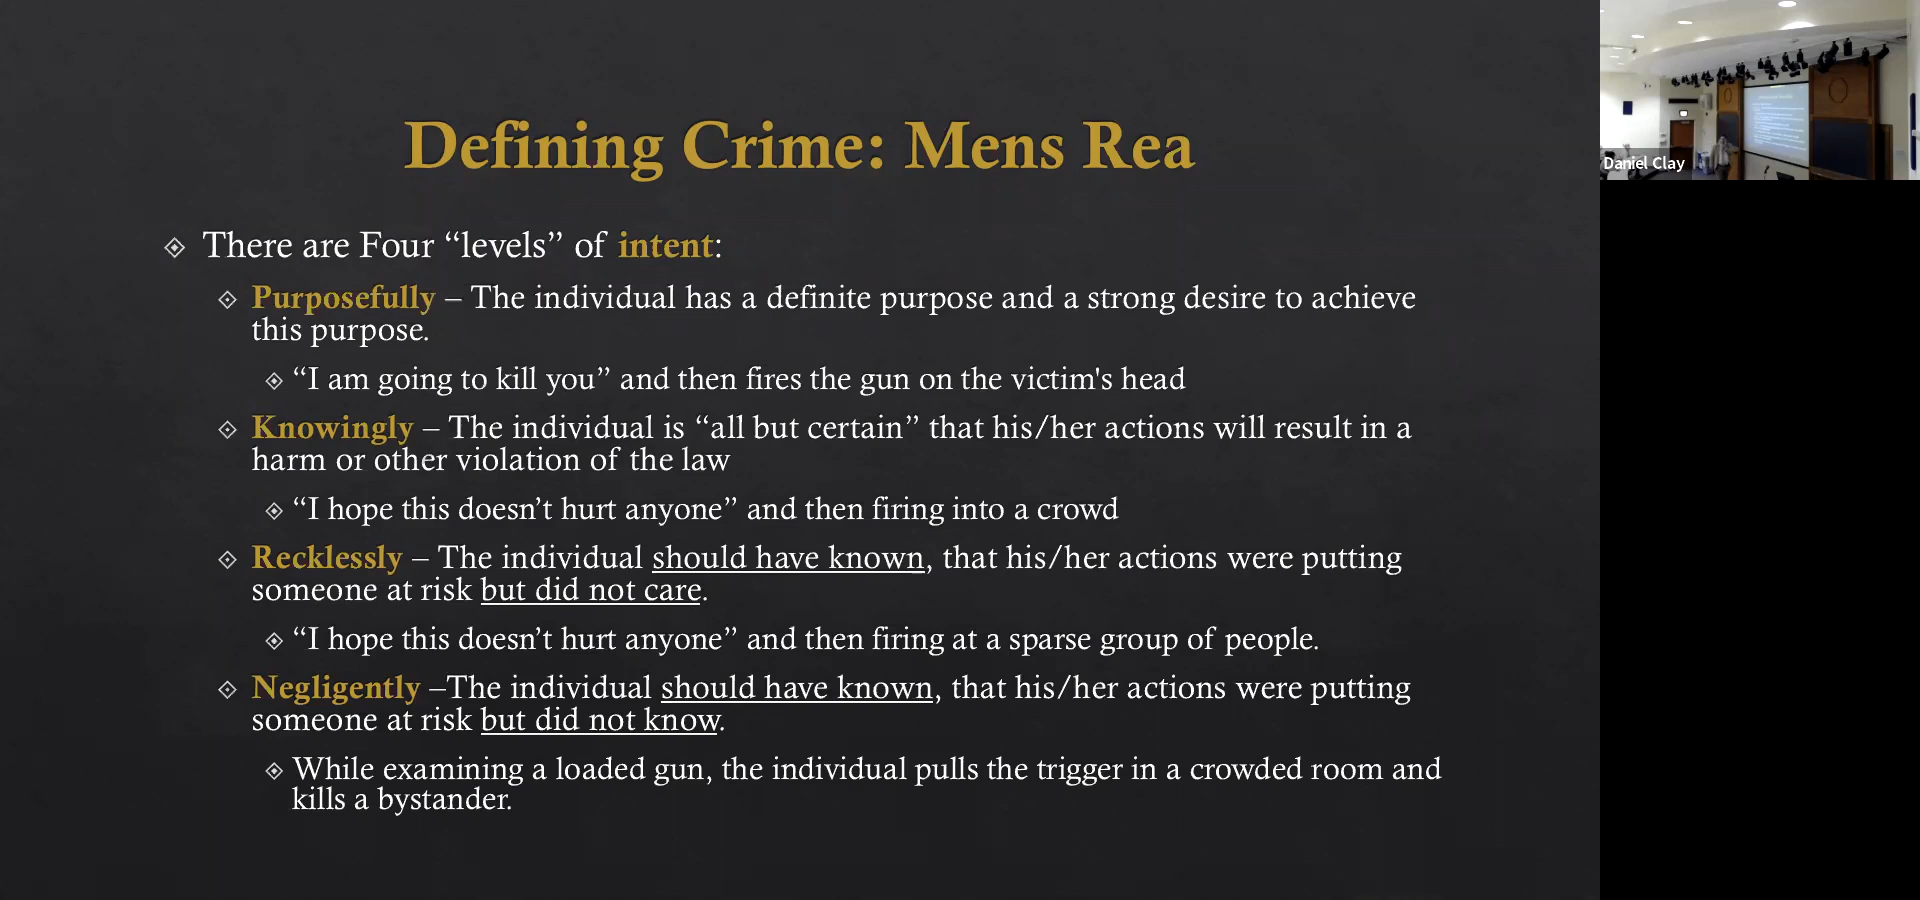 Defining Crime: Mens Rea
There are Four “levels” of intent:
Purposefully – The individual has a definite purpose and a strong desire to achieve
this purpose.
“I am going to kill you” and then fires the gun on the victim's head
Knowingly – The individual is “all but certain” that his/her actions will result in a
harm or other violation of the law
“I hope this doesn’t hurt anyone” and then firing into a crowd
Recklessly – The individual should have known, that his/her actions were putting
someone at risk but did not care.
“I hope this doesn’t hurt anyone” and then firing at a sparse group of people.
Negligently –The individual should have known, that his/her actions were putting
someone at risk but did not know.
While examining a loaded gun, the individual pulls the trigger in a crowded room and
kills a bystander.
Daniel Clay